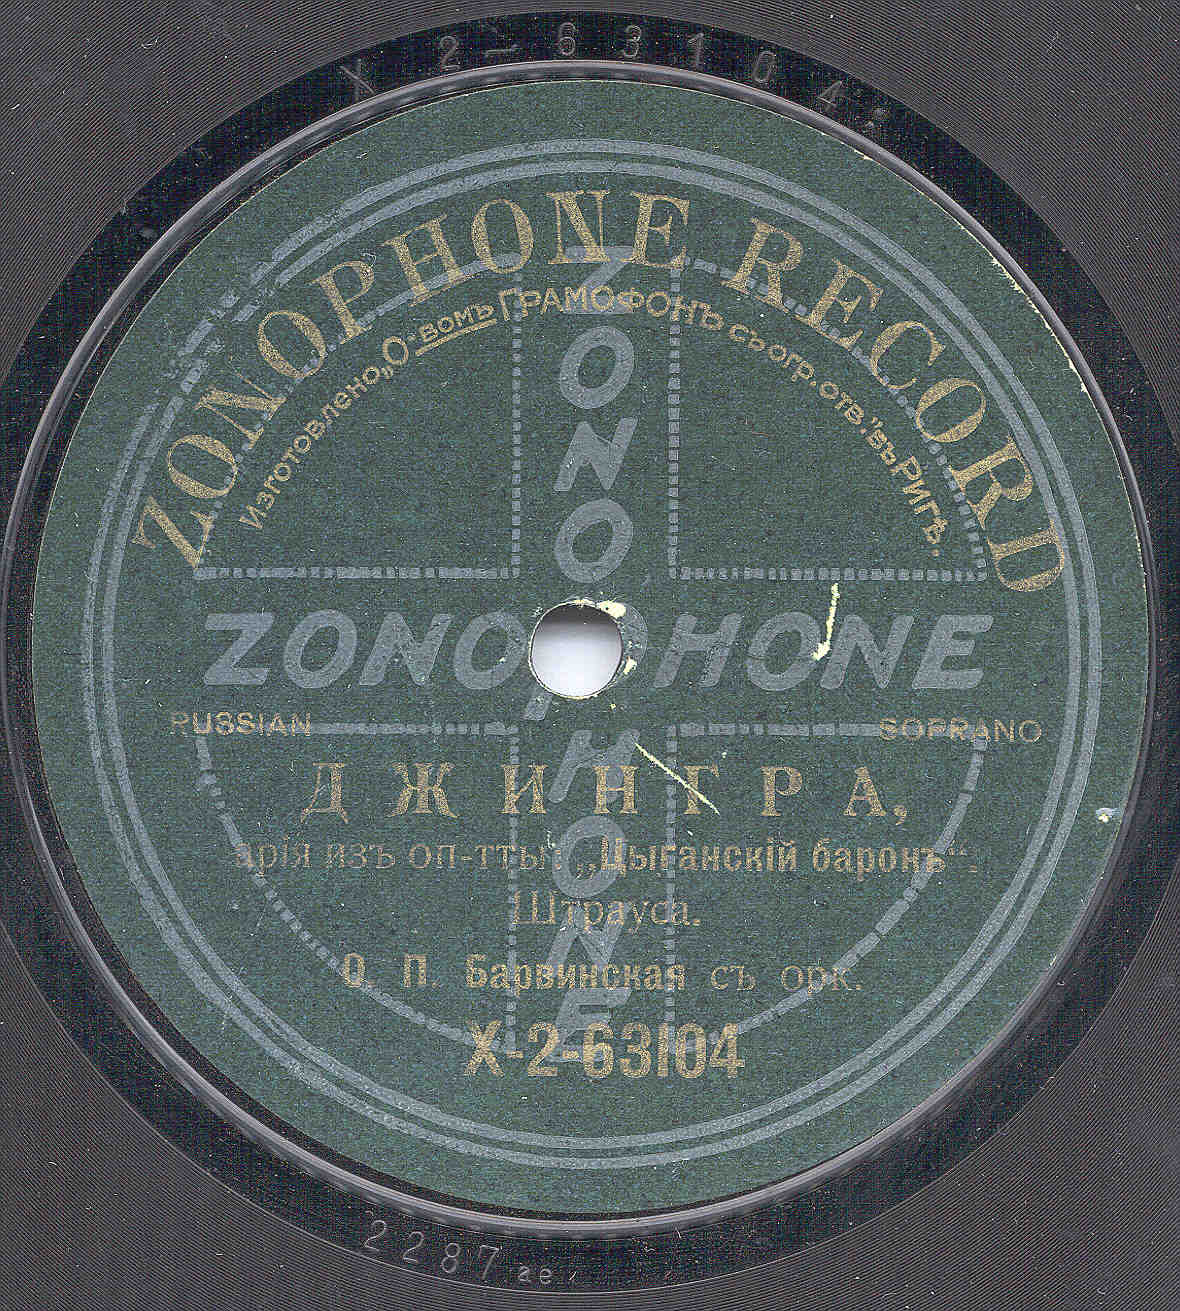 X 2-63104
ZONOPHONE RECORD
Изготовлено „О-вомъ Грамофонъ съ огр. отв.“ въ Ригѣ.
ZONOPHONE
ZONOPHONE
RUSSIAN
SOPRANO
ДЖИНГРА,
арія изъ оп-тты: „Цыганскій баронъ“:
Штрауса.
О. П. Барвинская съ орк.
X-2-63104
2287 ae